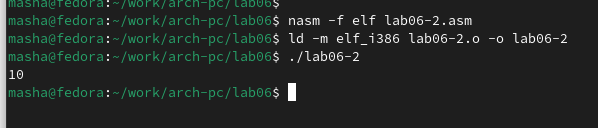 masha@fedora:~/work/arch-pc/lab06$
masha@fedora:~/work/arch-pc/lab06$ nasm -f elf lab06-2.asm
masha@fedora:~/work/arch-pc/lab06$ ld -m elf_i386 lab06-2.o -o lab06-2
masha@fedora:~/work/arch-pc/lab06$ ./lab06-2
10
masha@fedora:~/work/arch-pc/lab06$